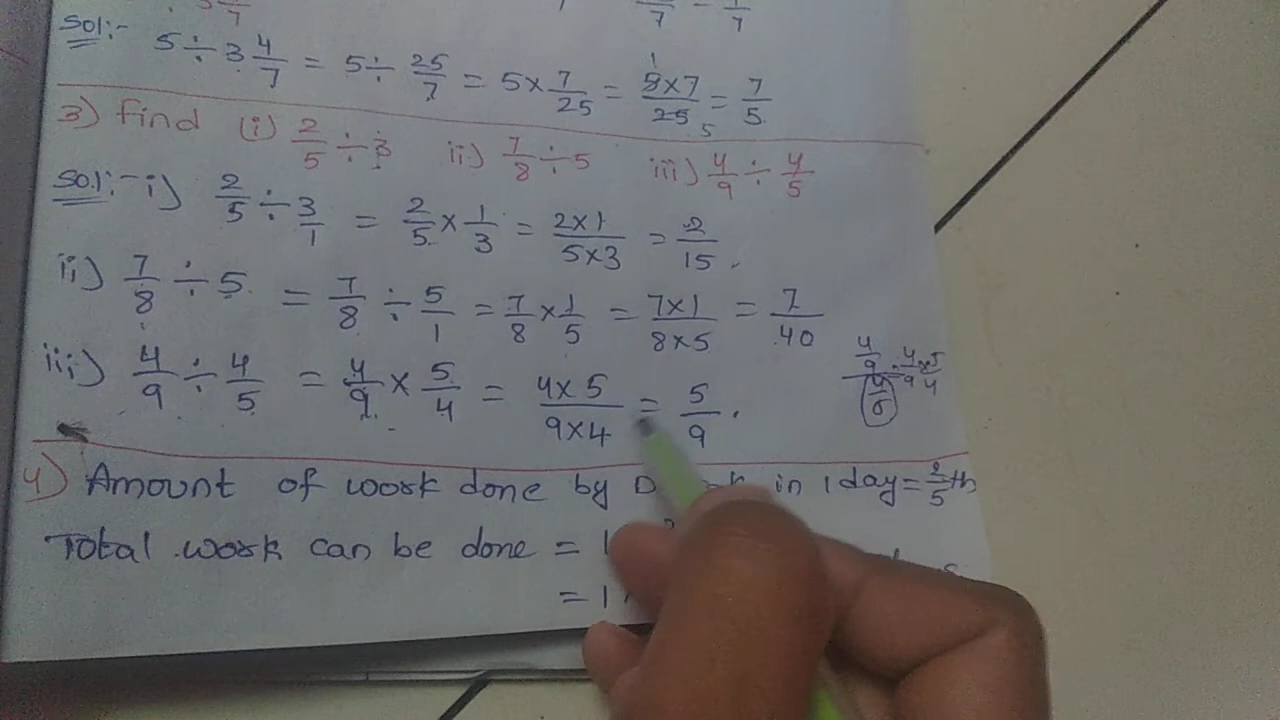 Sol:- 5 ÷ 3 4/7 = 5 ÷ 25/7 = 5 × 7/25 = 5×7/25 = 7/5
3) find (i) 2/5 ÷ 3 ii) 7/8 ÷ 5 iii) 4/9 ÷ 4/5
Sol:- i) 2/5 ÷ 3/1 = 2/5 × 1/3 = 2×1/5×3 = 2/15.
ii) 7/8 ÷ 5 = 7/8 ÷ 5/1 = 7/8 × 1/5 = 7×1/8×5 = 7/40
iii) 4/9 ÷ 4/5 = 4/9 × 5/4 = 4×5/9×4 = 5/9.
4) Amount of work done by in 1 day = 2/5 th
Total work can be done = 1
= 1